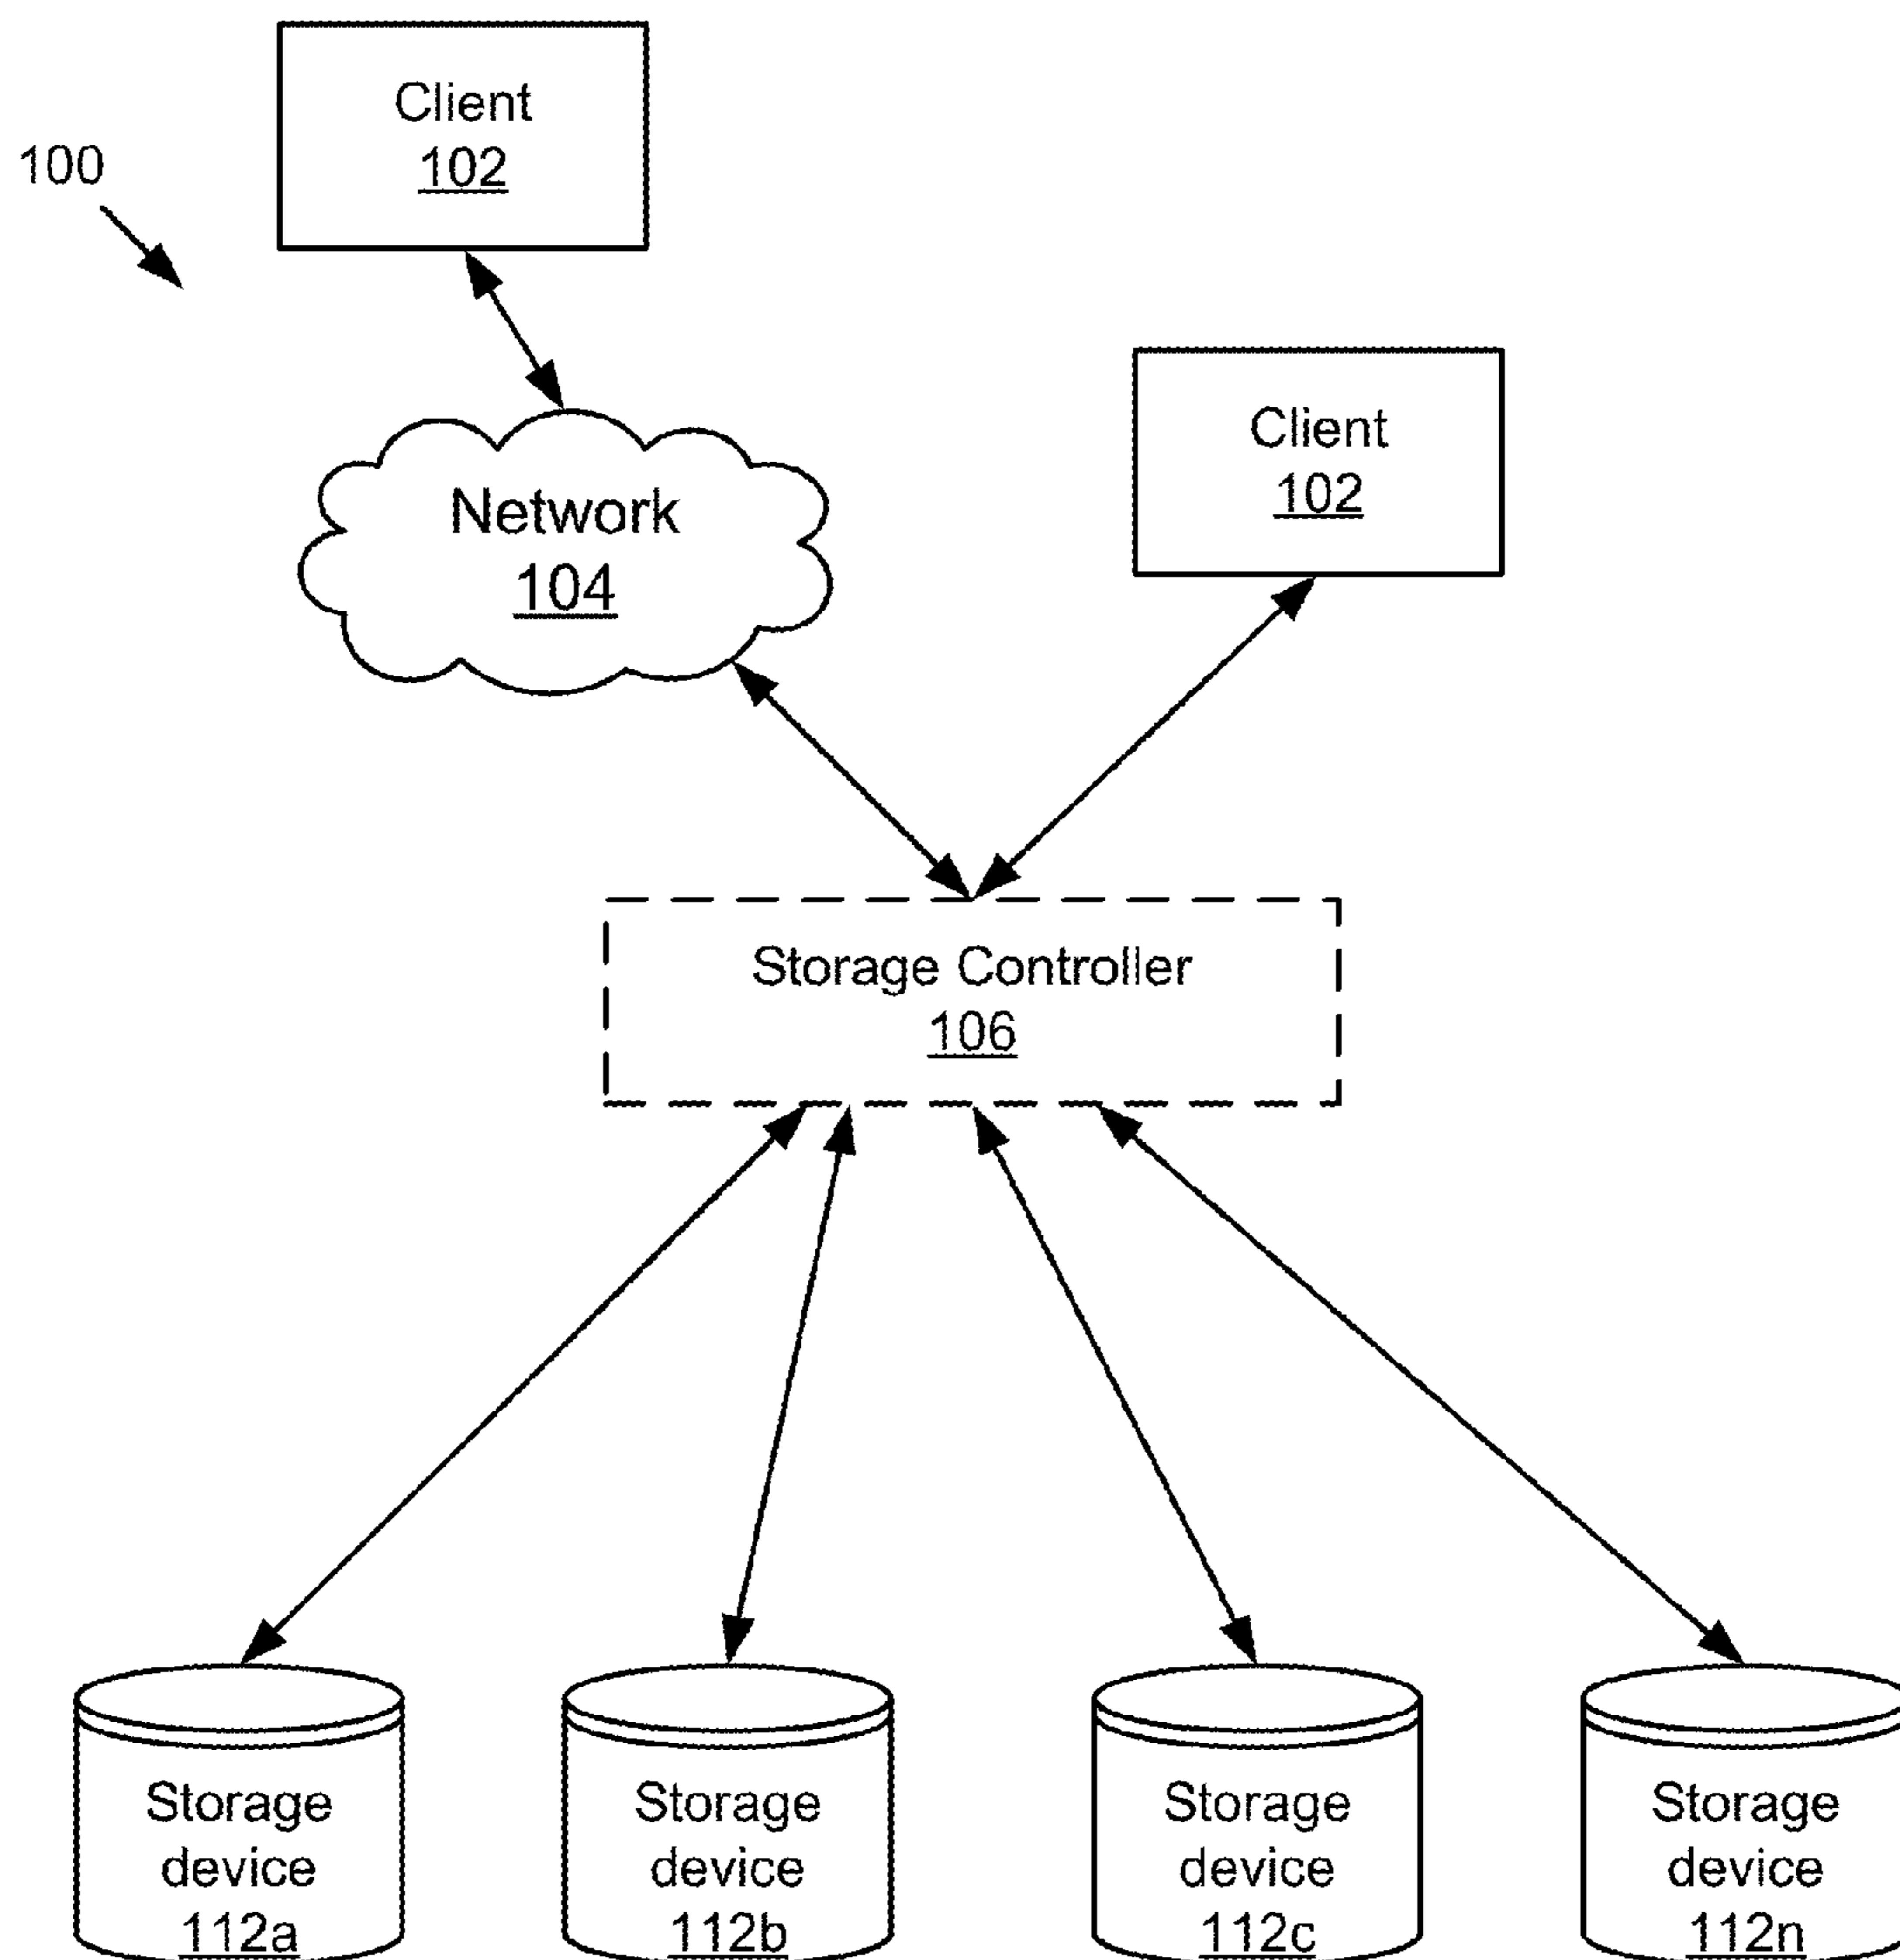 Client
102
100
Client
102
Network
104
Storage Controller
106
Storage
device
112a
Storage
device
112b
Storage
device
112c
Storage
device
112n